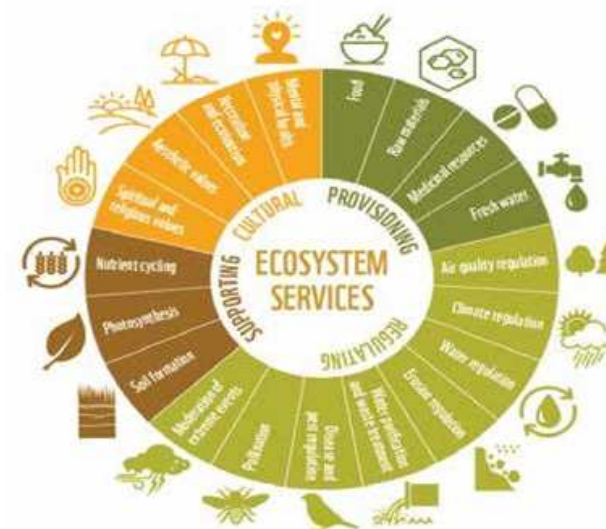 ECOSYSTEM
SERVICES
PROVISIONING
Food
Raw materials
Medicinal resources
Fresh water
REGULATING
Air quality regulation
Climate regulation
Water regulation
Erosion regulation
Water purification
and waste treatment
Disease and
pest regulation
Pollination
Moderation of
extreme events
SUPPORTING
Soil formation
Photosynthesis
Nutrient cycling
CULTURAL
Spiritual and
religious values
Aesthetic values
Recreation
and ecotourism
Mental and
physical health